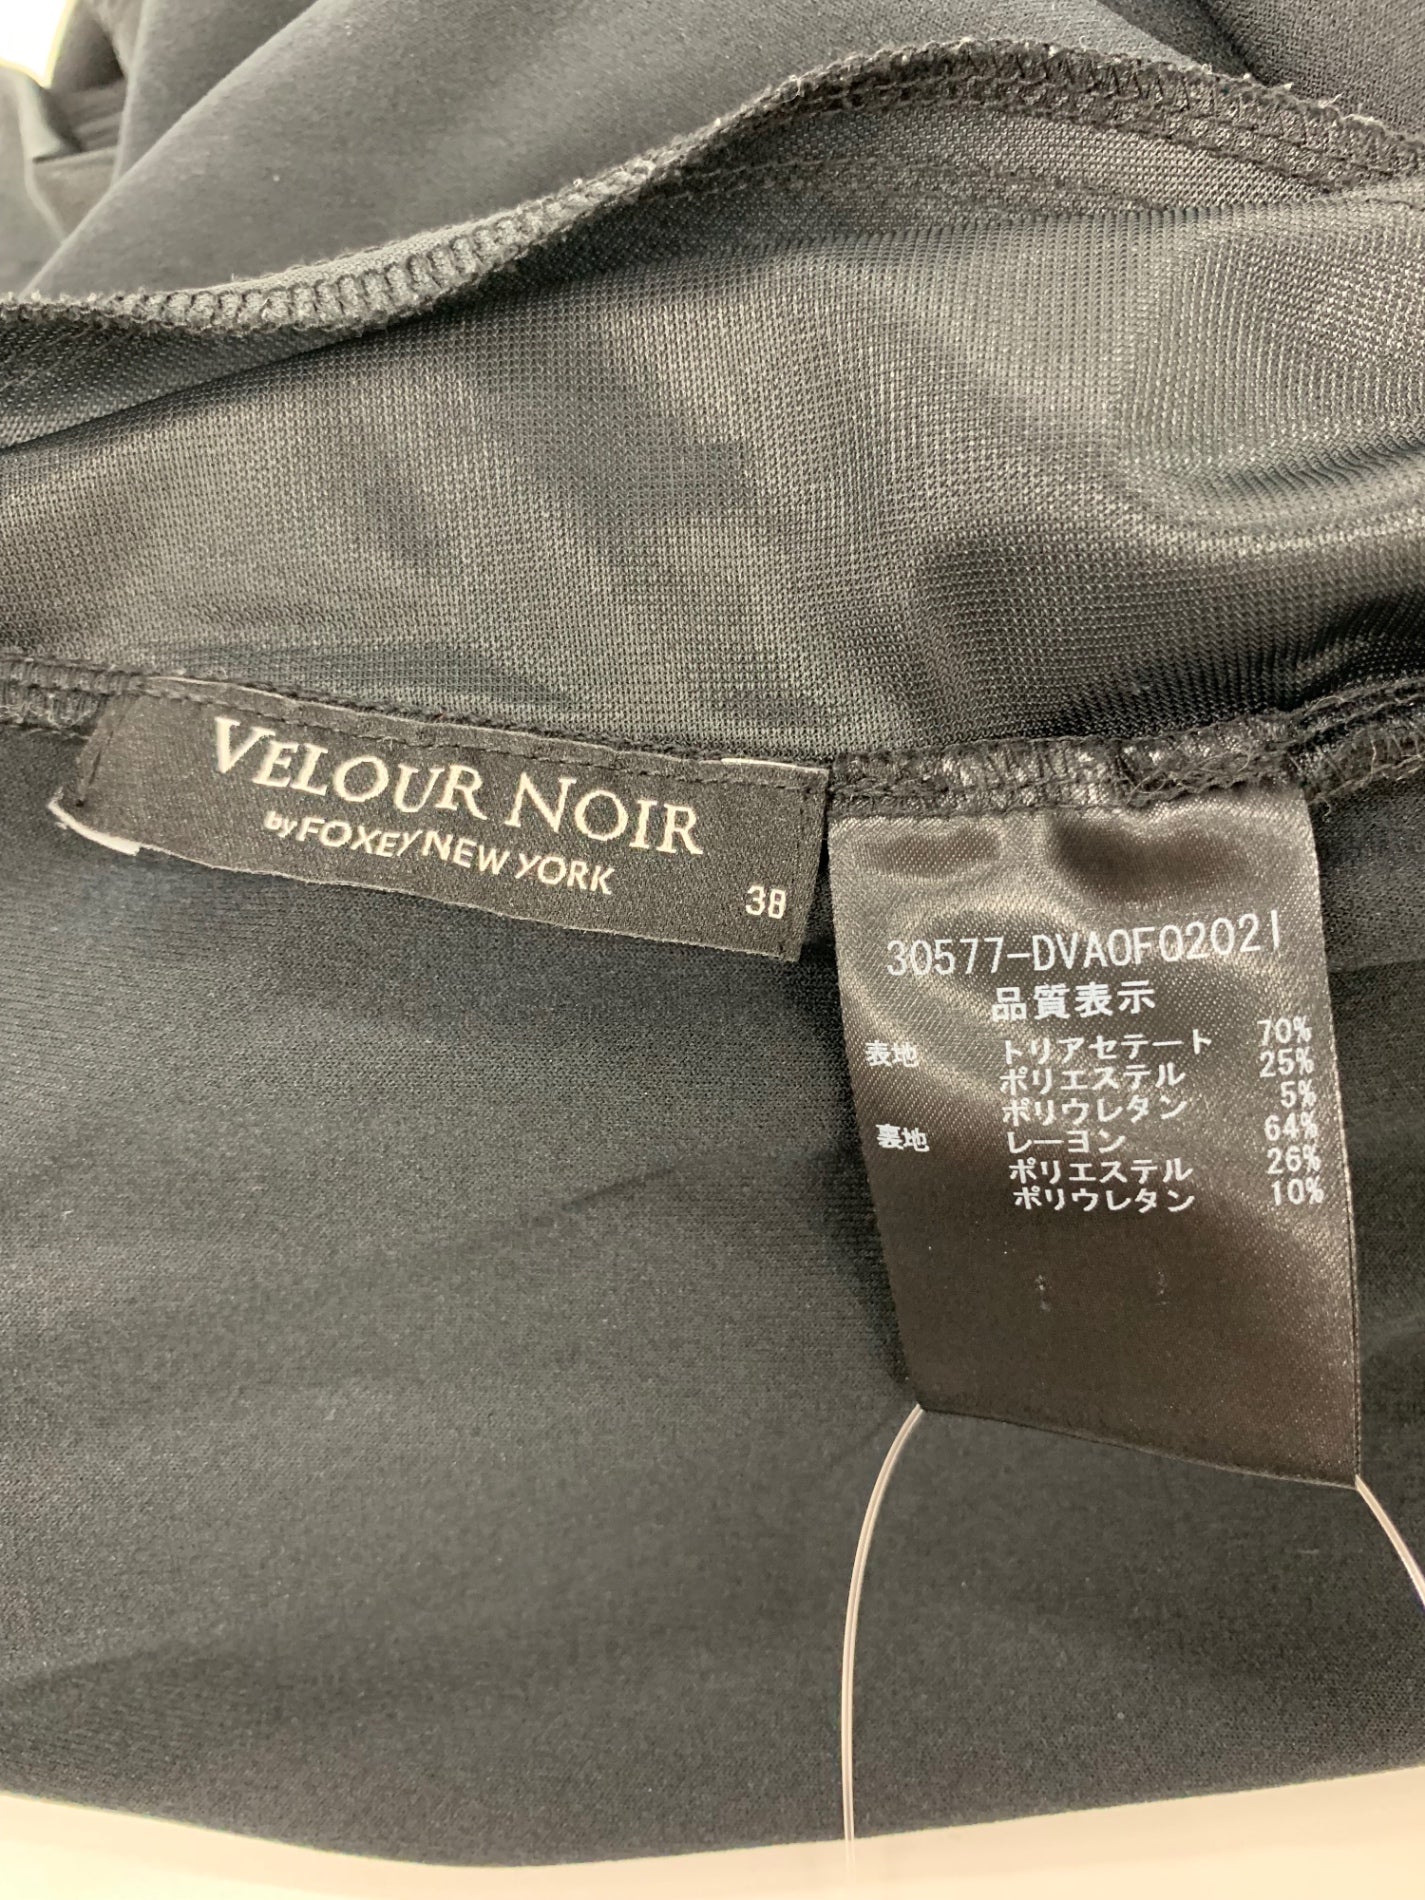 VELOUR NOIR
by FOXEY NEW YORK
38
30577-DVA0F0202I
品質表示
表地 トリアセテート 70%
ポリエステル 25%
ポリウレタン 5%
裏地 レーヨン 64%
ポリエステル 26%
ポリウレタン 10%